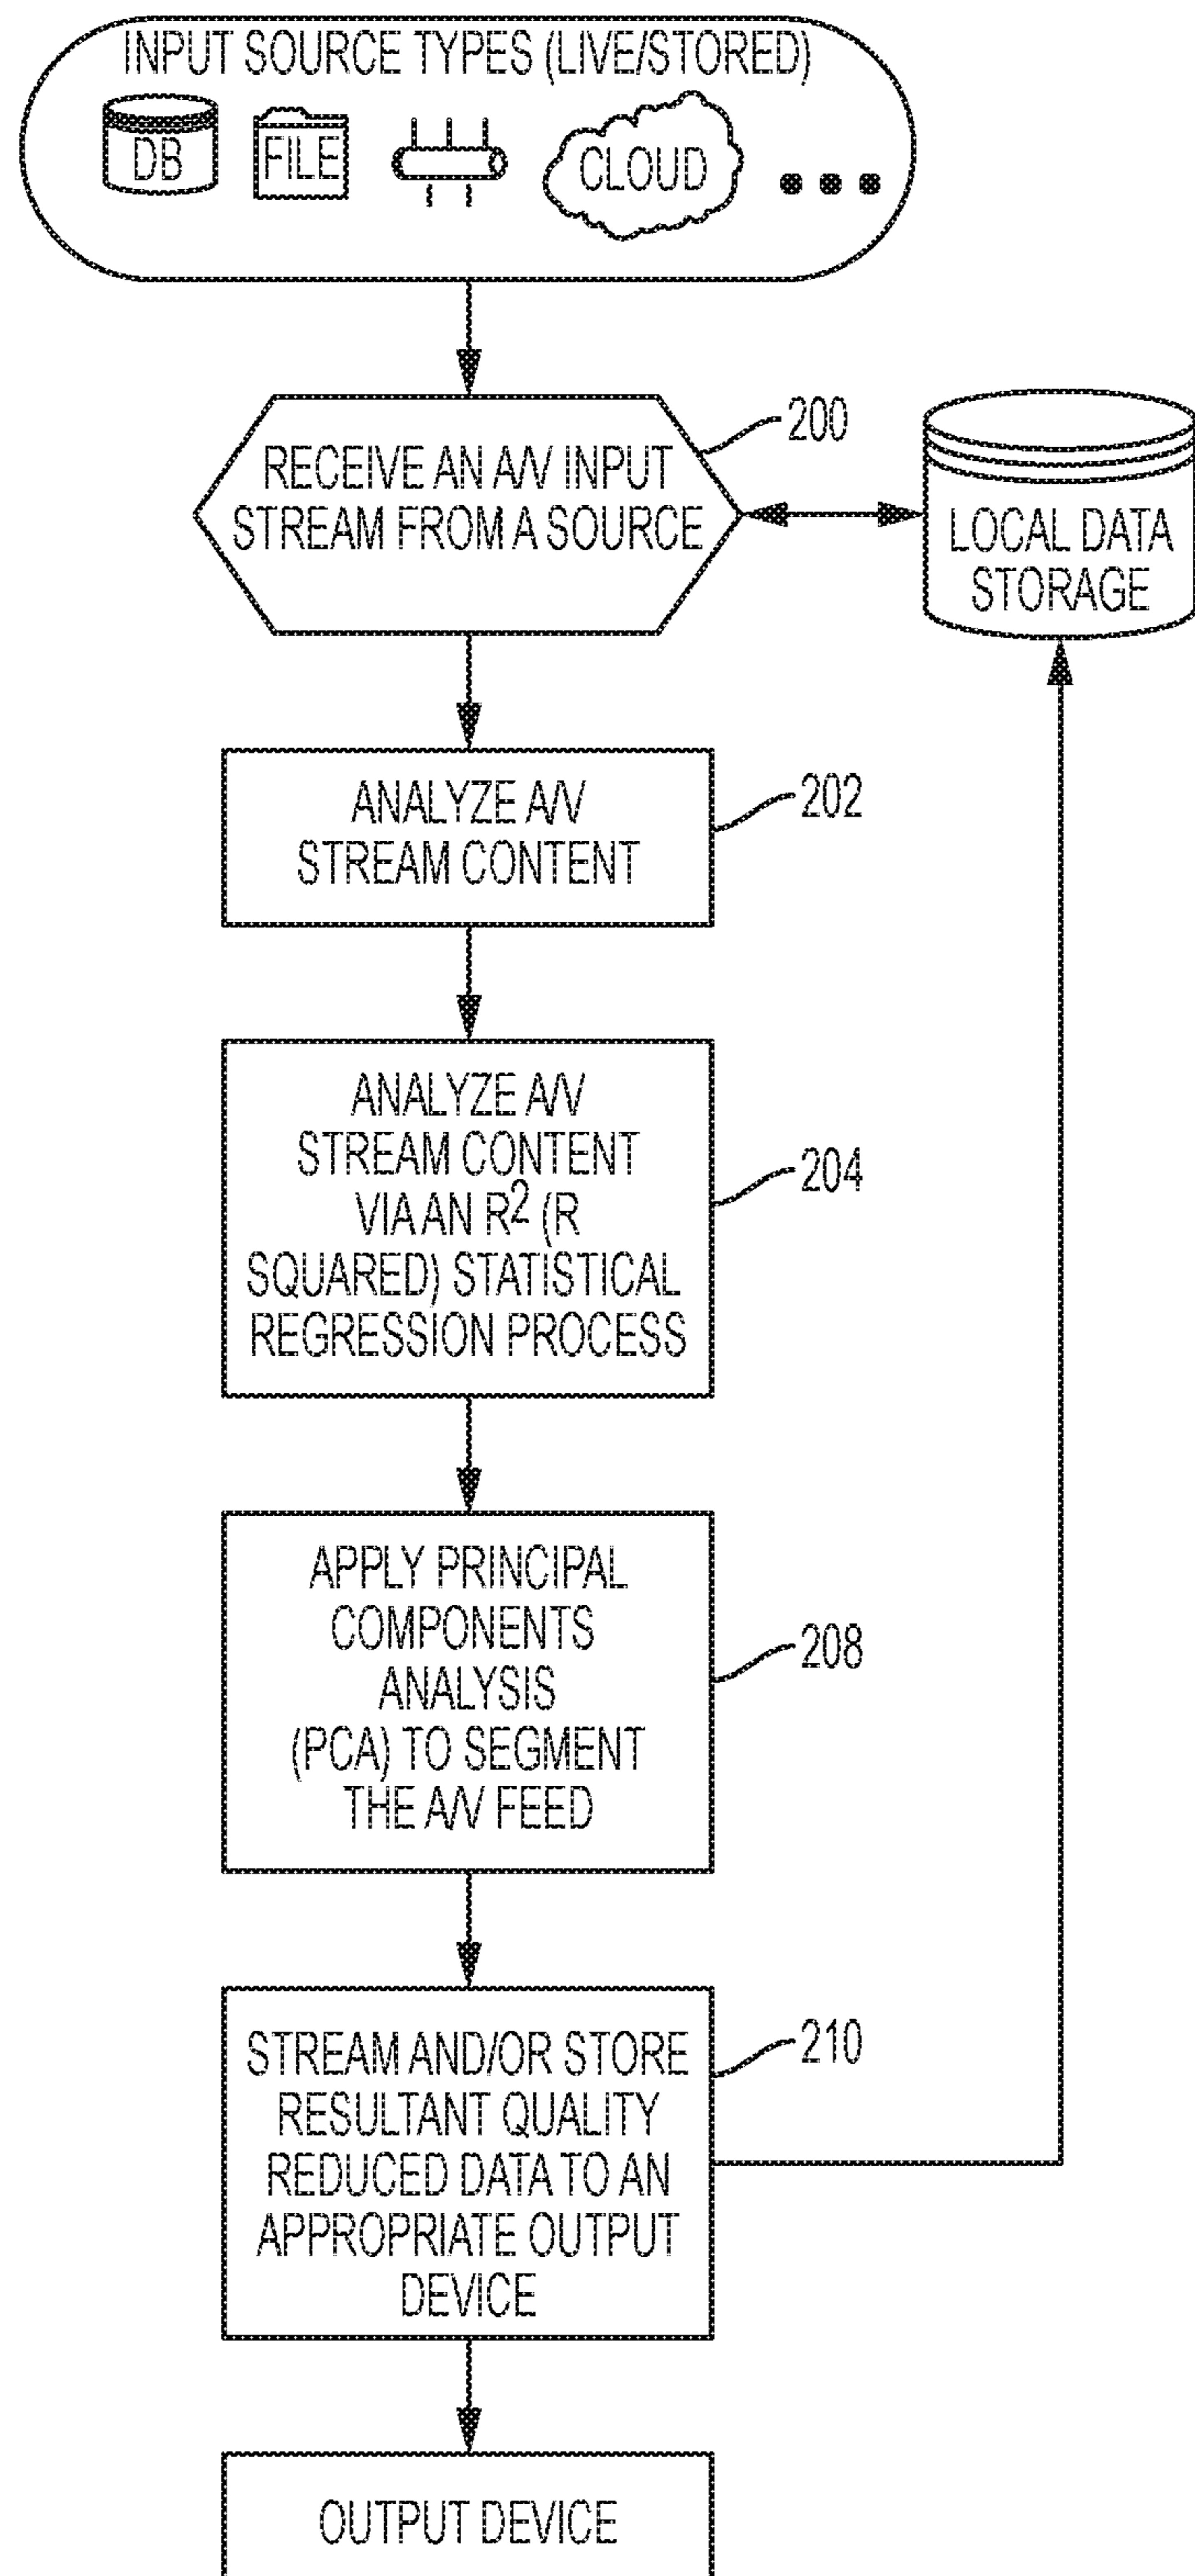 INPUT SOURCE TYPES (LIVE/STORED)
DB
FILE
CLOUD
200
RECEIVE AN A/V INPUT
STREAM FROM A SOURCE
LOCAL DATA
STORAGE
202
ANALYZE A/V
STREAM CONTENT
204
ANALYZE A/V
STREAM CONTENT
VIA AN R² (R
SQUARED) STATISTICAL
REGRESSION PROCESS
208
APPLY PRINCIPAL
COMPONENTS
ANALYSIS
(PCA) TO SEGMENT
THE A/V FEED
210
STREAM AND/OR STORE
RESULTANT QUALITY
REDUCED DATA TO AN
APPROPRIATE OUTPUT
DEVICE
OUTPUT DEVICE